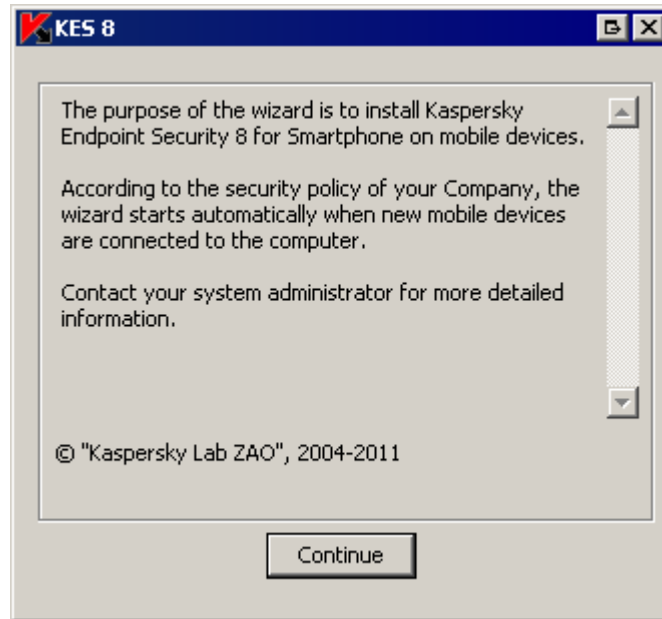 KES 8
The purpose of the wizard is to install Kaspersky
Endpoint Security 8 for Smartphone on mobile devices.
According to the security policy of your Company, the
wizard starts automatically when new mobile devices
are connected to the computer.
Contact your system administrator for more detailed
information.
© "Kaspersky Lab ZAO", 2004-2011
Continue